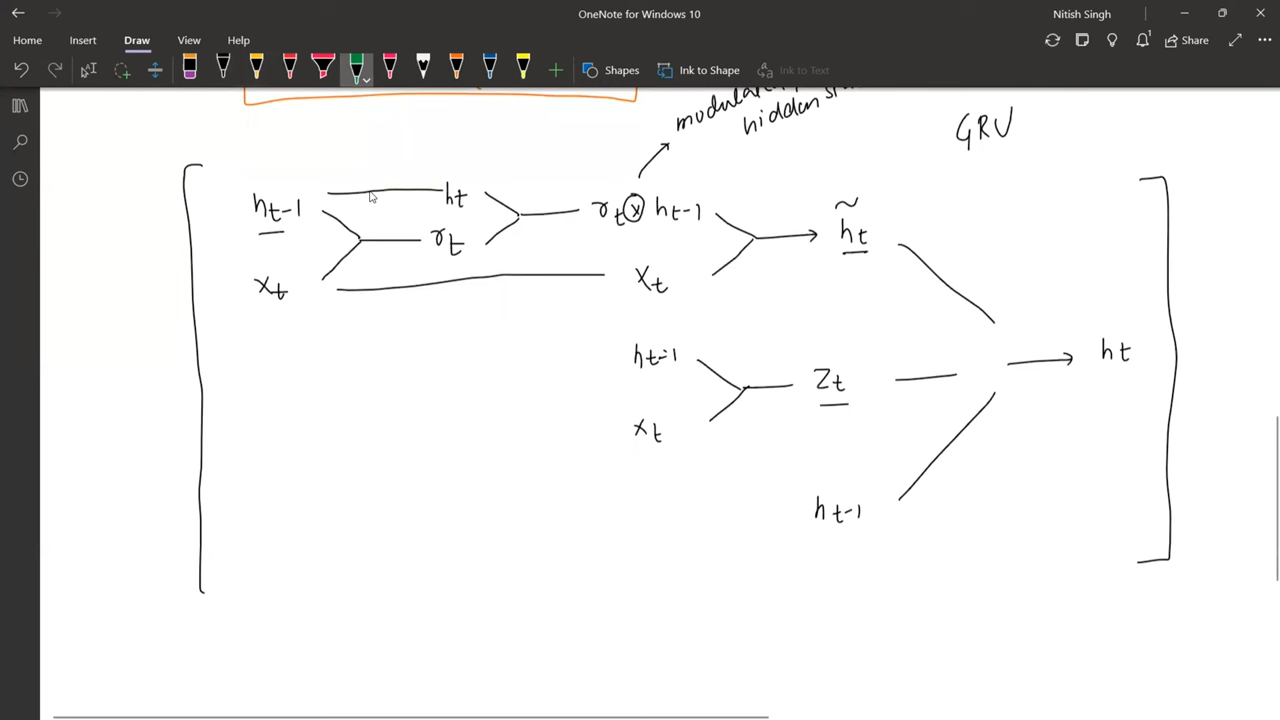 OneNote for Windows 10
Nitish Singh
Home Insert Draw View Help
Share
Shapes
Ink to Shape
Ink to Text
hidden
GRU
ht-1
ht
rt
xt
rt x ht-1
xt
~
ht
ht-1
xt
Zt
ht
ht-1